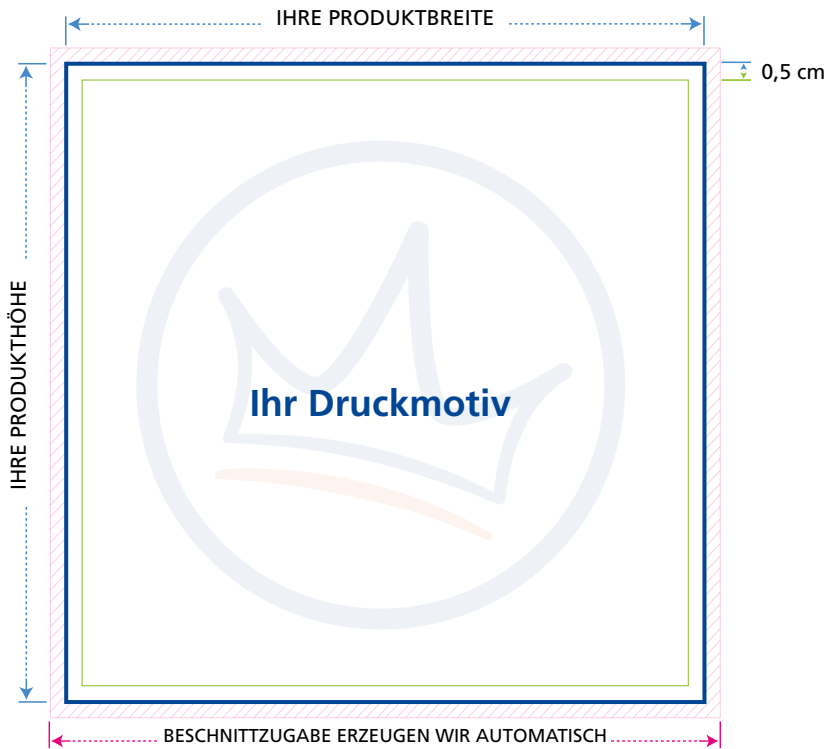 IHRE PRODUKTBREITE
0,5 cm
IHRE PRODUKTHÖHE
Ihr Druckmotiv
BESCHNITTZUGABE ERZEUGEN WIR AUTOMATISCH